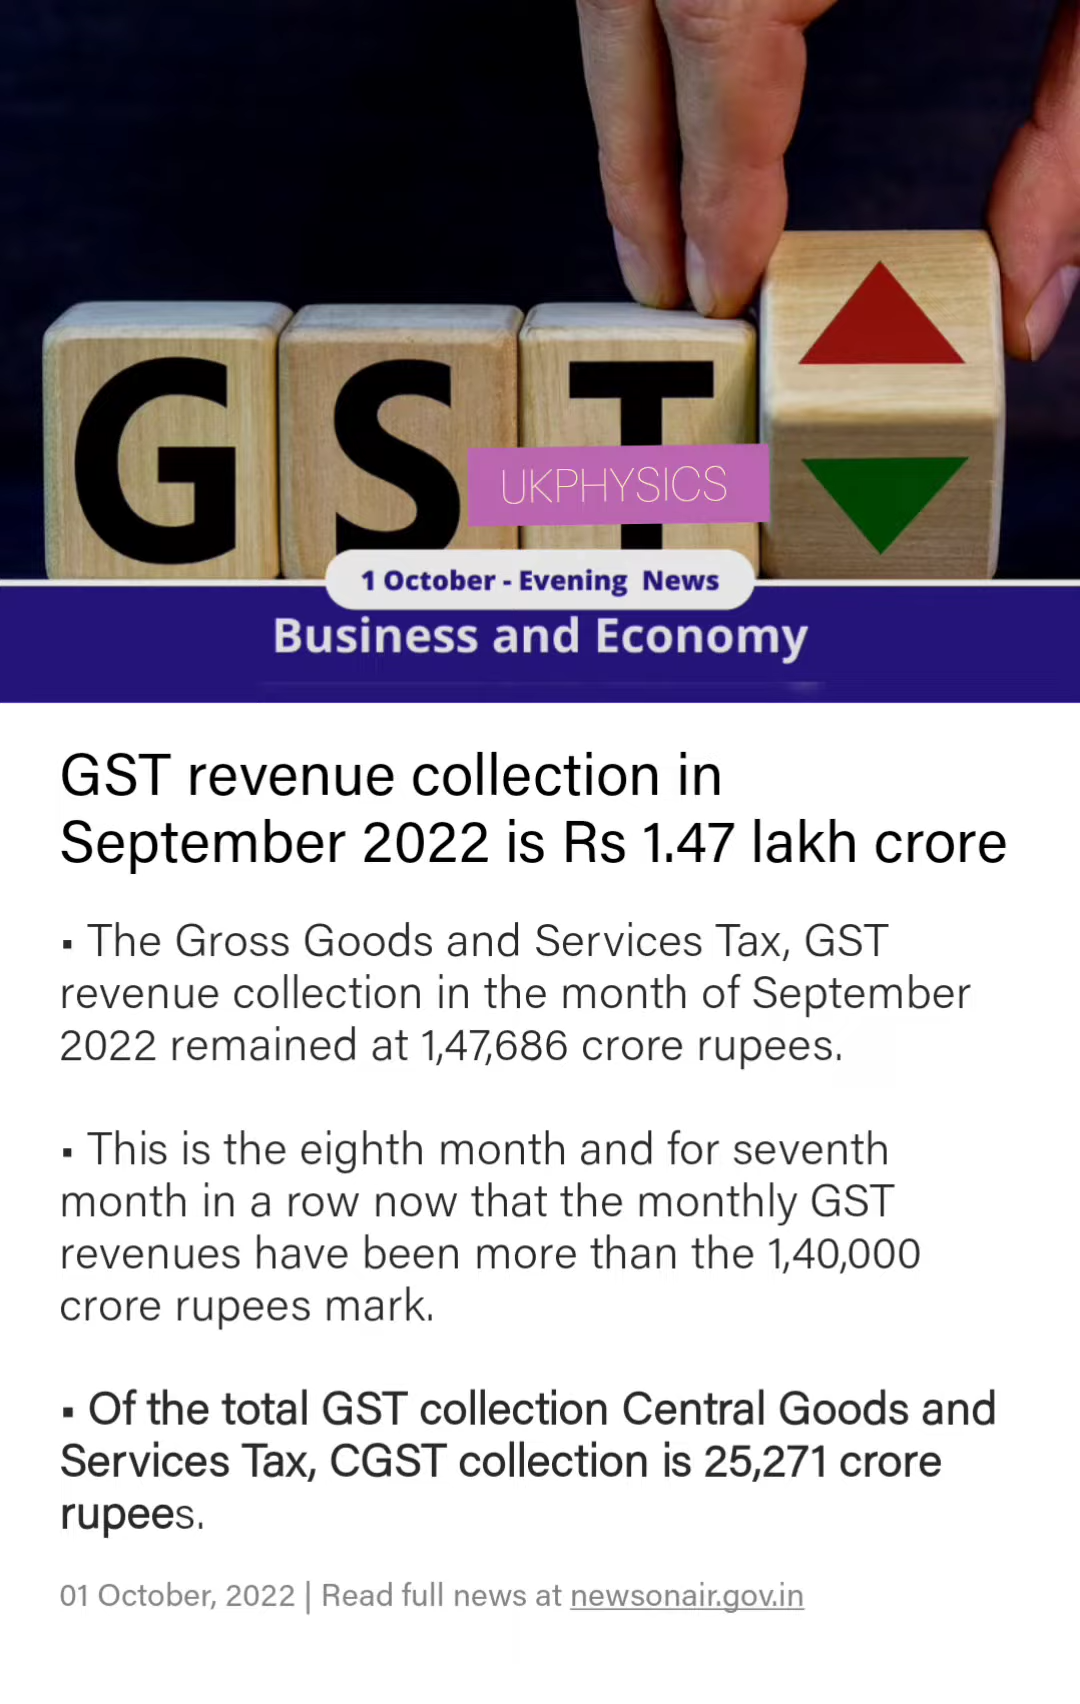 GST
UKPHYSICS
1 October - Evening News
Business and Economy
GST revenue collection in
September 2022 is Rs 1.47 lakh crore
▪ The Gross Goods and Services Tax, GST
revenue collection in the month of September
2022 remained at 1,47,686 crore rupees.
▪ This is the eighth month and for seventh
month in a row now that the monthly GST
revenues have been more than the 1,40,000
crore rupees mark.
▪ Of the total GST collection Central Goods and
Services Tax, CGST collection is 25,271 crore
rupees.
01 October, 2022 | Read full news at newsonair.gov.in